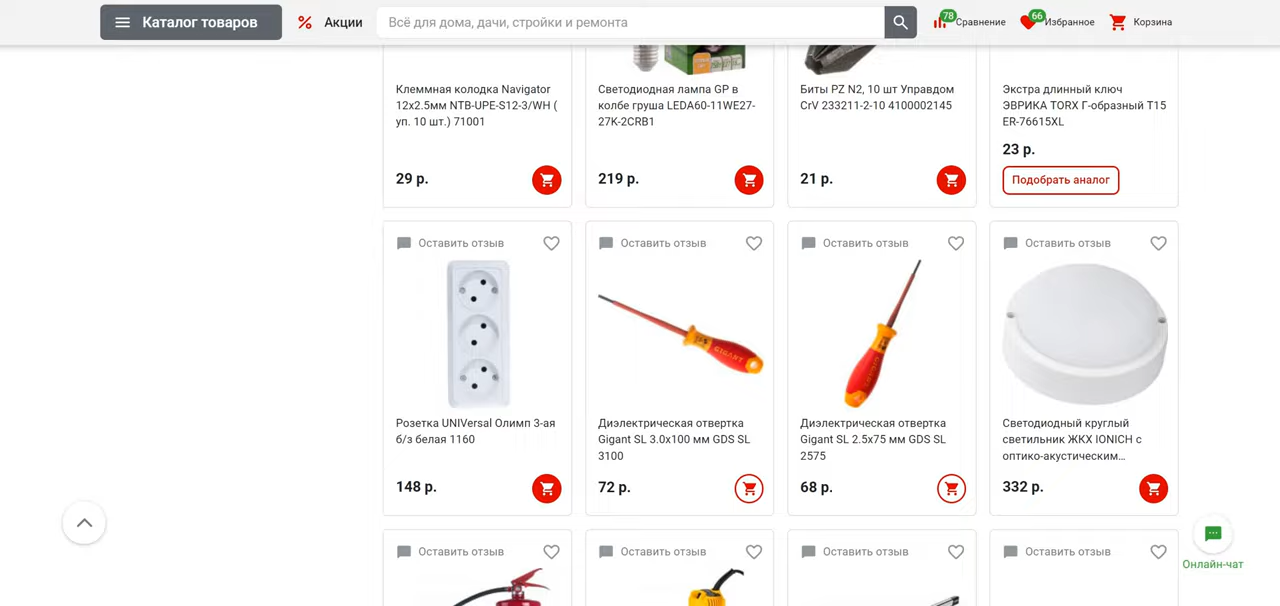 Каталог товаров
Акции
Всё для дома, дачи, стройки и ремонта
78
Сравнение
66
Избранное
Корзина
Клеммная колодка Navigator
12x2.5мм NTB-UPE-S12-3/WH (
уп. 10 шт.) 71001
29 р.
Светодиодная лампа GP в
колбе груша LEDA60-11WE27-
27K-2CRB1
219 р.
Биты PZ N2, 10 шт Управдом
CrV 233211-2-10 4100002145
21 р.
Экстра длинный ключ
ЭВРИКА TORX Г-образный T15
ER-76615XL
23 р.
Подобрать аналог
Оставить отзыв
Розетка UNIVersal Олимп 3-ая
б/з белая 1160
148 р.
Оставить отзыв
GIGANT
Диэлектрическая отвертка
Gigant SL 3.0x100 мм GDS SL
3100
72 р.
Оставить отзыв
Диэлектрическая отвертка
Gigant SL 2.5x75 мм GDS SL
2575
68 р.
Оставить отзыв
Светодиодный круглый
светильник ЖКХ IONICH с
оптико-акустическим...
332 р.
Оставить отзыв
Оставить отзыв
Оставить отзыв
Оставить отзыв
Онлайн-чат